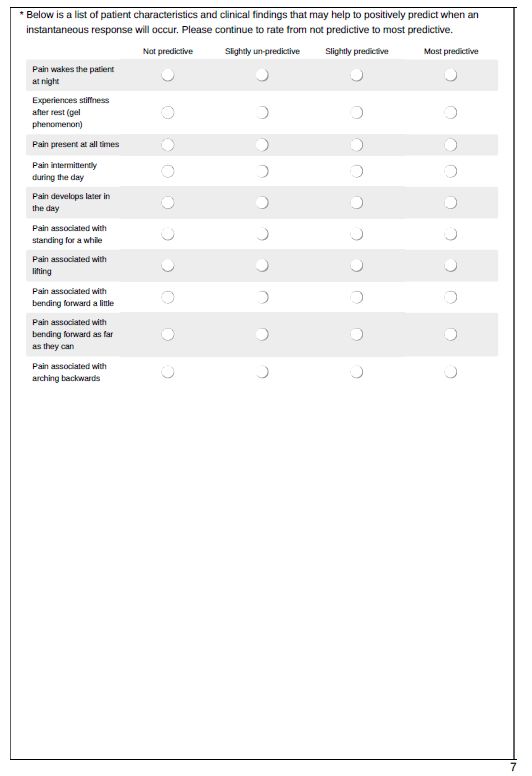 * Below is a list of patient characteristics and clinical findings that may help to positively predict when an
instantaneous response will occur. Please continue to rate from not predictive to most predictive.
Not predictive Slightly un-predictive Slightly predictive Most predictive
Pain wakes the patient
at night
Experiences stiffness
after rest (gel
phenomenon)
Pain present at all times
Pain intermittently
during the day
Pain develops later in
the day
Pain associated with
standing for a while
Pain associated with
lifting
Pain associated with
bending forward a little
Pain associated with
bending forward as far
as they can
Pain associated with
arching backwards
7